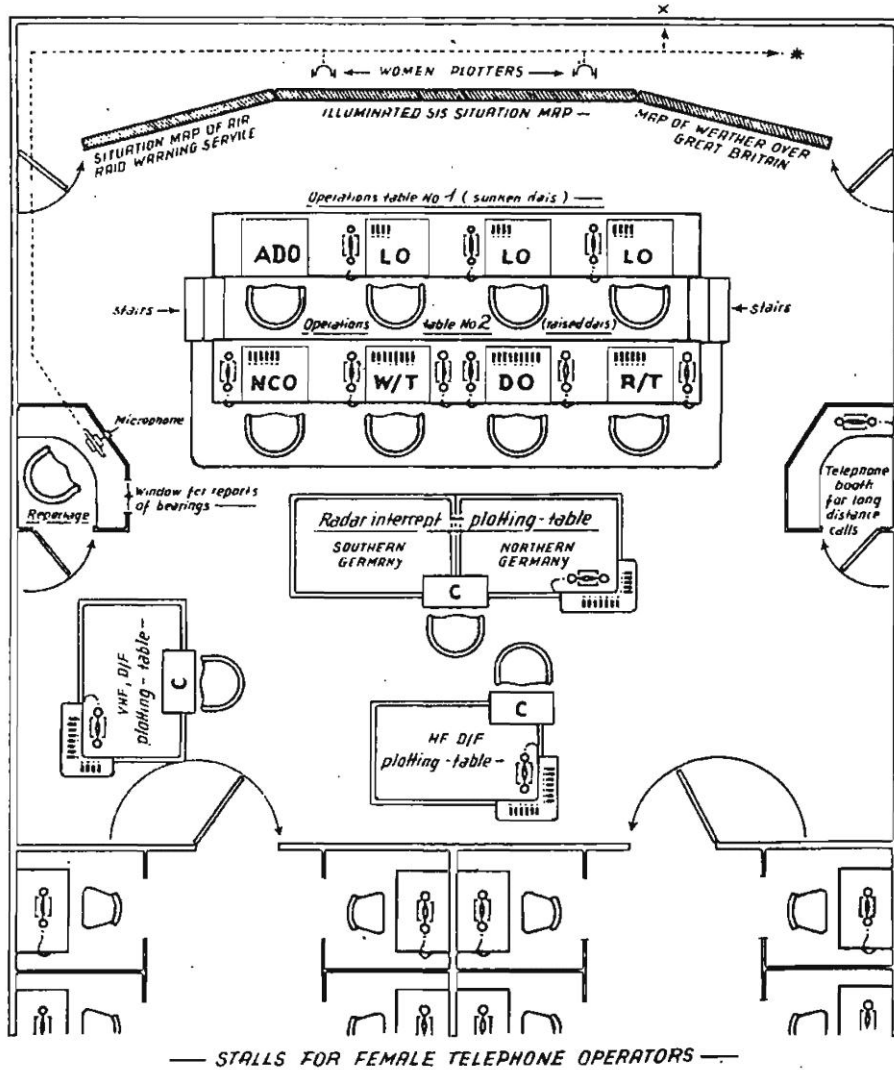 x
*
WOMEN PLOTTERS
ILLUMINATED SIS SITUATION MAP
SITUATION MAP OF AIR
RAID WARNING SERVICE
MAP OF WEATHER OVER
GREAT BRITAIN
Operations table No 1 (sunken dais)
ADO
LO
LO
LO
stairs
stairs
Operations table No. 2 (raised dais)
NCO
W/T
DO
R/T
Microphone
Reportage
Window for reports
of bearings
Telephone
booth
for long
distance
calls
Radar intercept plotting-table
SOUTHERN
GERMANY
NORTHERN
GERMANY
C
VHF, D/F
plotting-table
C
C
HF D/F
plotting-table
STALLS FOR FEMALE TELEPHONE OPERATORS